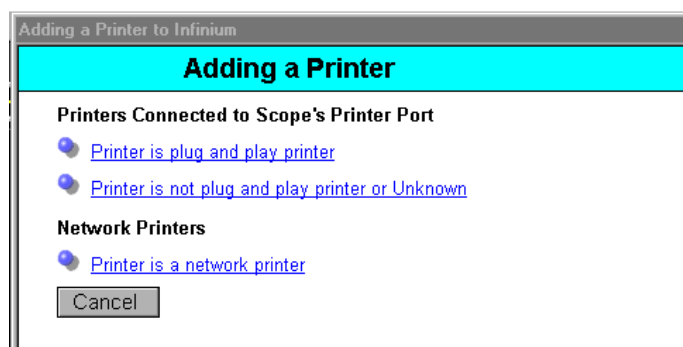 Adding a Printer to Infinium
Adding a Printer
Printers Connected to Scope's Printer Port
Printer is plug and play printer
Printer is not plug and play printer or Unknown
Network Printers
Printer is a network printer
Cancel